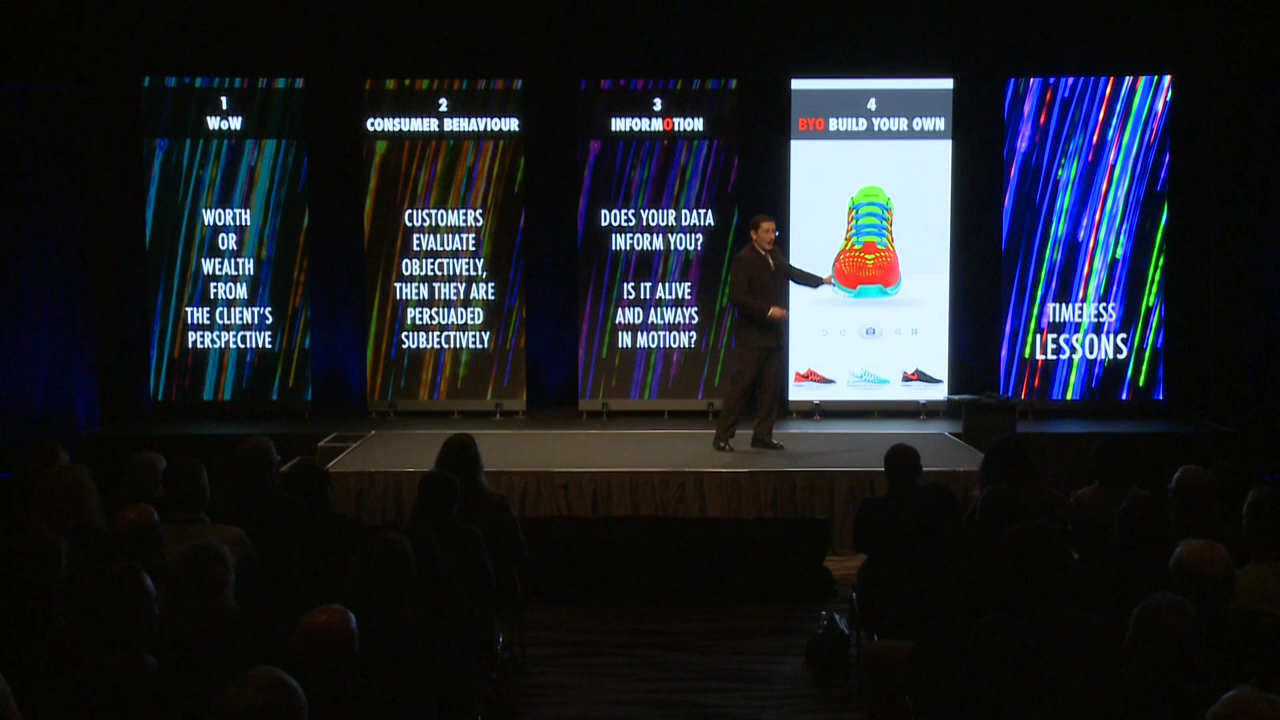 1
WoW
WORTH
OR
WEALTH
FROM
THE CLIENT'S
PERSPECTIVE
2
CONSUMER BEHAVIOUR
CUSTOMERS
EVALUATE
OBJECTIVELY,
THEN THEY ARE
PERSUADED
SUBJECTIVELY
3
INFORMOTION
DOES YOUR DATA
INFORM YOU?
IS IT ALIVE
AND ALWAYS
IN MOTION?
4
BYO BUILD YOUR OWN
TIMELESS
LESSONS